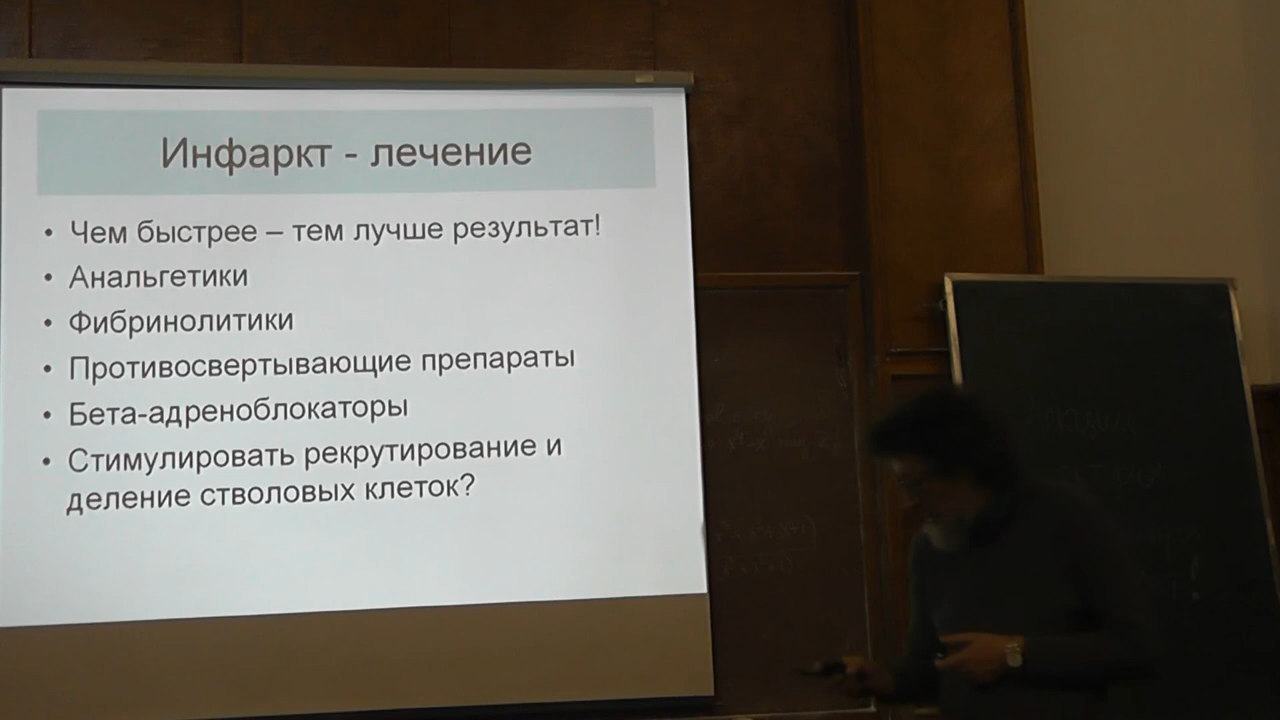 Инфаркт - лечение
• Чем быстрее – тем лучше результат!
• Анальгетики
• Фибринолитики
• Противосвертывающие препараты
• Бета-адреноблокаторы
• Стимулировать рекрутирование и
деление стволовых клеток?